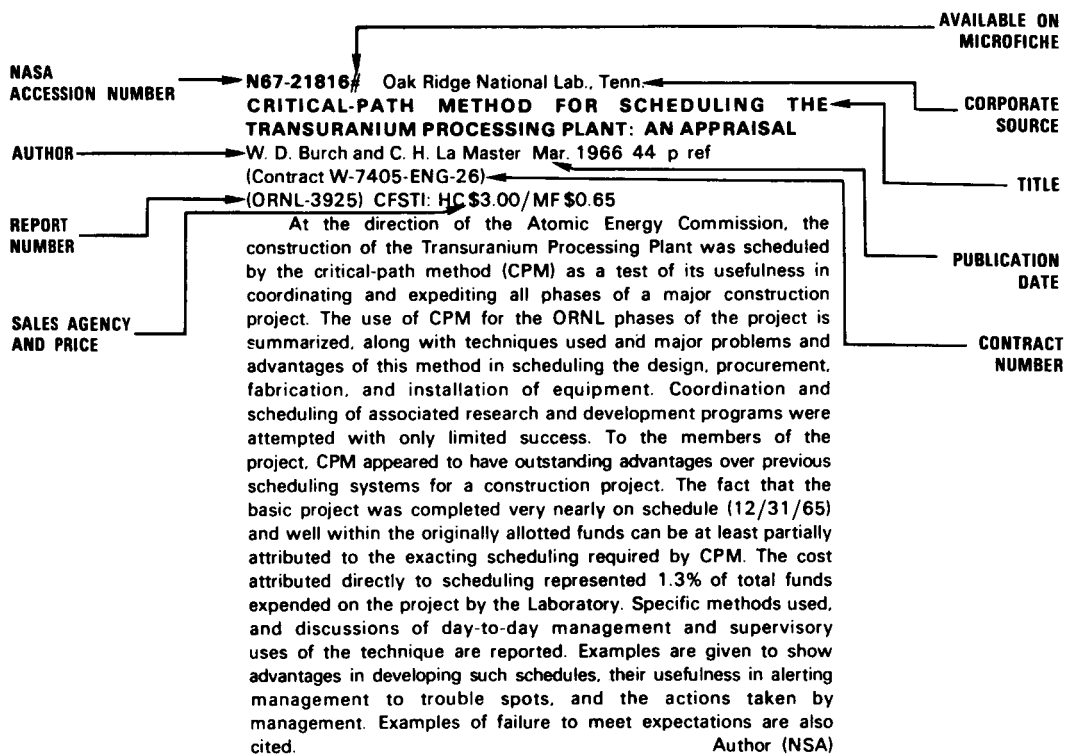 AVAILABLE ON
MICROFICHE
NASA
ACCESSION NUMBER
N67-21816# Oak Ridge National Lab., Tenn.
CORPORATE
SOURCE
CRITICAL-PATH METHOD FOR SCHEDULING THE
TRANSURANIUM PROCESSING PLANT: AN APPRAISAL
AUTHOR
W. D. Burch and C. H. La Master Mar. 1966 44 p ref
(Contract W-7405-ENG-26)
TITLE
(ORNL-3925) CFSTI: HC $3.00/MF $0.65
REPORT
NUMBER
At the direction of the Atomic Energy Commission, the
construction of the Transuranium Processing Plant was scheduled
by the critical-path method (CPM) as a test of its usefulness in
PUBLICATION
DATE
coordinating and expediting all phases of a major construction
project. The use of CPM for the ORNL phases of the project is
SALES AGENCY
AND PRICE
summarized, along with techniques used and major problems and
CONTRACT
NUMBER
advantages of this method in scheduling the design, procurement,
fabrication, and installation of equipment. Coordination and
scheduling of associated research and development programs were
attempted with only limited success. To the members of the
project, CPM appeared to have outstanding advantages over previous
scheduling systems for a construction project. The fact that the
basic project was completed very nearly on schedule (12/31/65)
and well within the originally allotted funds can be at least partially
attributed to the exacting scheduling required by CPM. The cost
attributed directly to scheduling represented 1.3% of total funds
expended on the project by the Laboratory. Specific methods used,
and discussions of day-to-day management and supervisory
uses of the technique are reported. Examples are given to show
advantages in developing such schedules, their usefulness in alerting
management to trouble spots, and the actions taken by
management. Examples of failure to meet expectations are also
cited. Author (NSA)